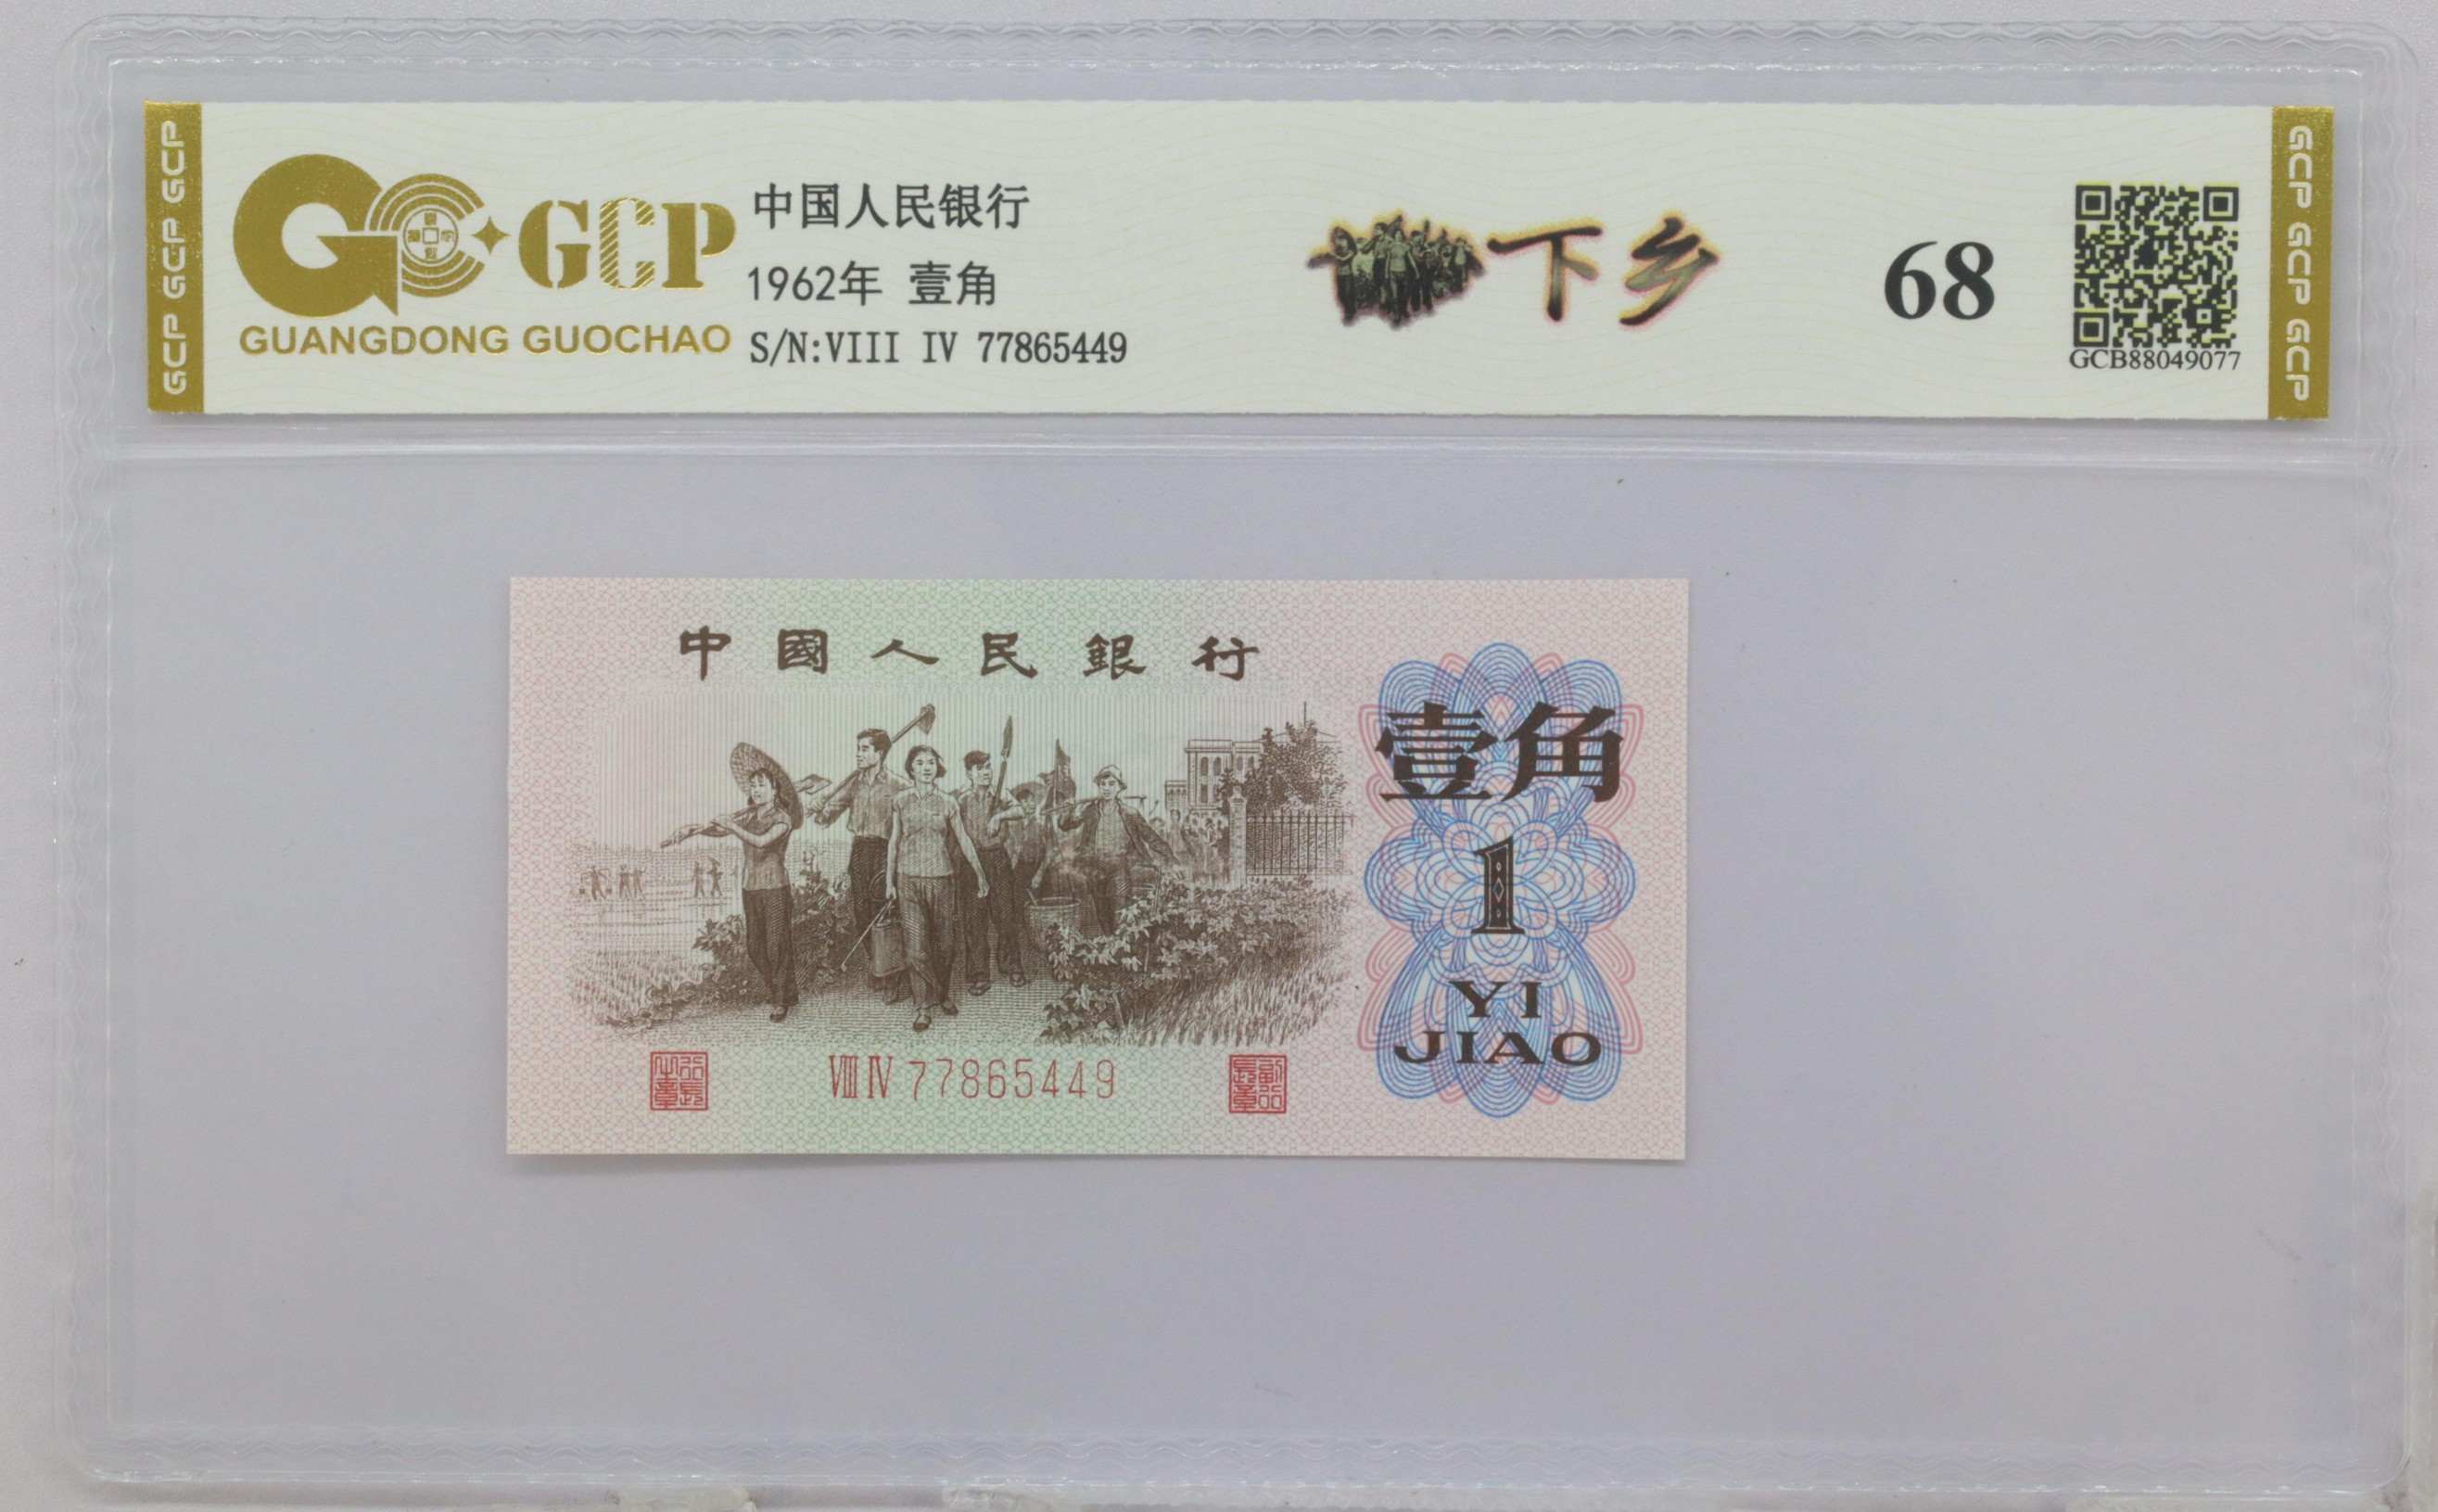 GCP GCP GCP
GCP
GUANGDONG GUOCHAO
中国人民银行
1962年 壹角
S/N:VIII IV 77865449
下乡
68
GCB88049077
GCP GCP GCP
中國人民銀行
壹角
1
YI
JIAO
VIII IV 77865449